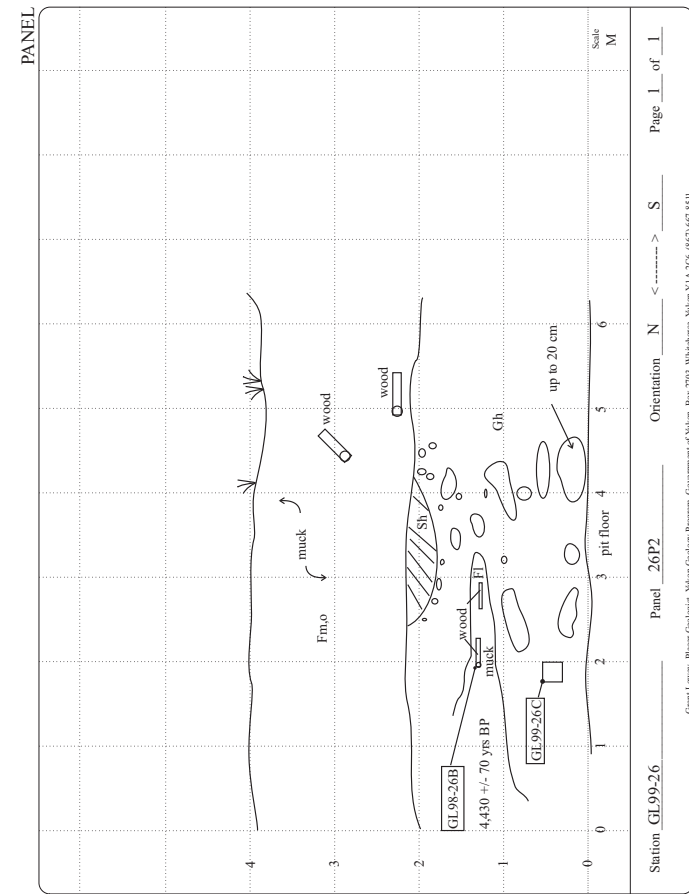 PANEL
4
3
2
1
0
muck
Fm,o
wood
wood
Sh
wood
Fl
muck
GL98-26B
4,430 +/- 70 yrs BP
Gh
GL99-26C
up to 20 cm
pit floor
0 1 2 3 4 5 6
Scale
M
Station GL99-26 Panel 26P2 Orientation N < -------- > S Page 1 of 1